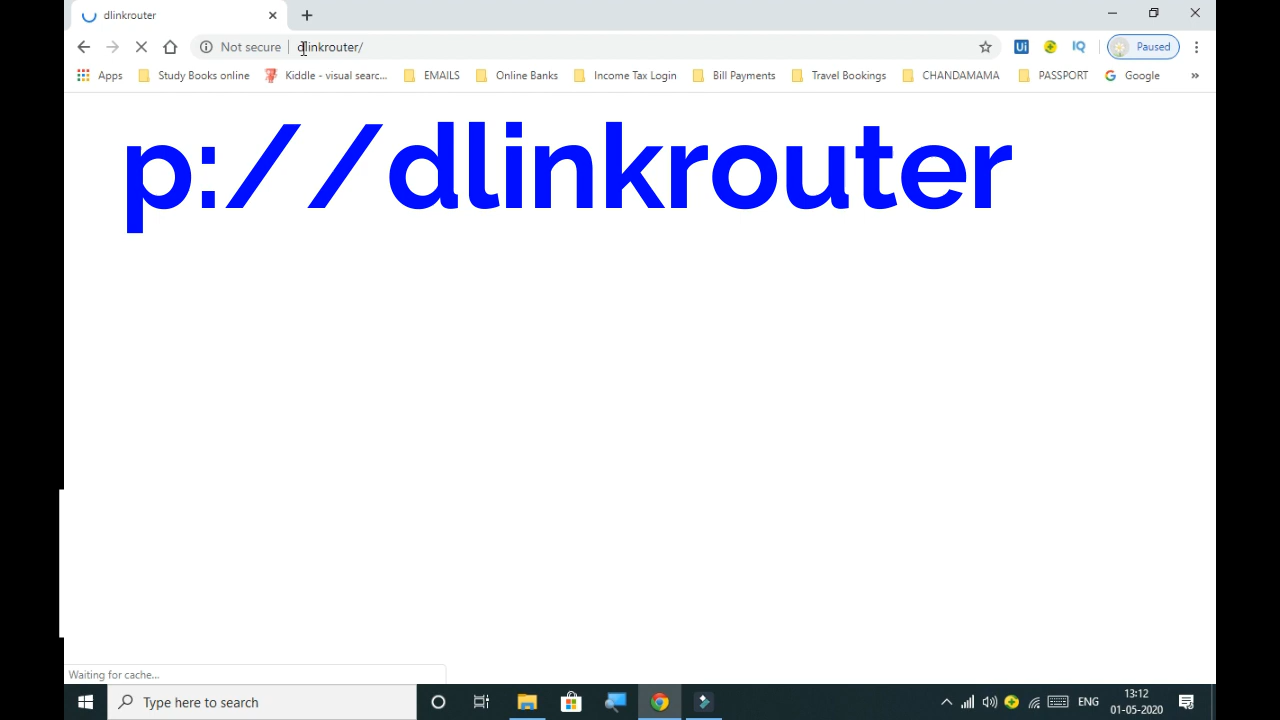 dlinkrouter
Not secure dlinkrouter/ Ui IQ Paused
Apps Study Books online Kiddle - visual searc... EMAILS Online Banks Income Tax Login Bill Payments Travel Bookings CHANDAMAMA PASSPORT Google »
p://dlinkrouter
Waiting for cache...
Type here to search ENG 13:12
01-05-2020